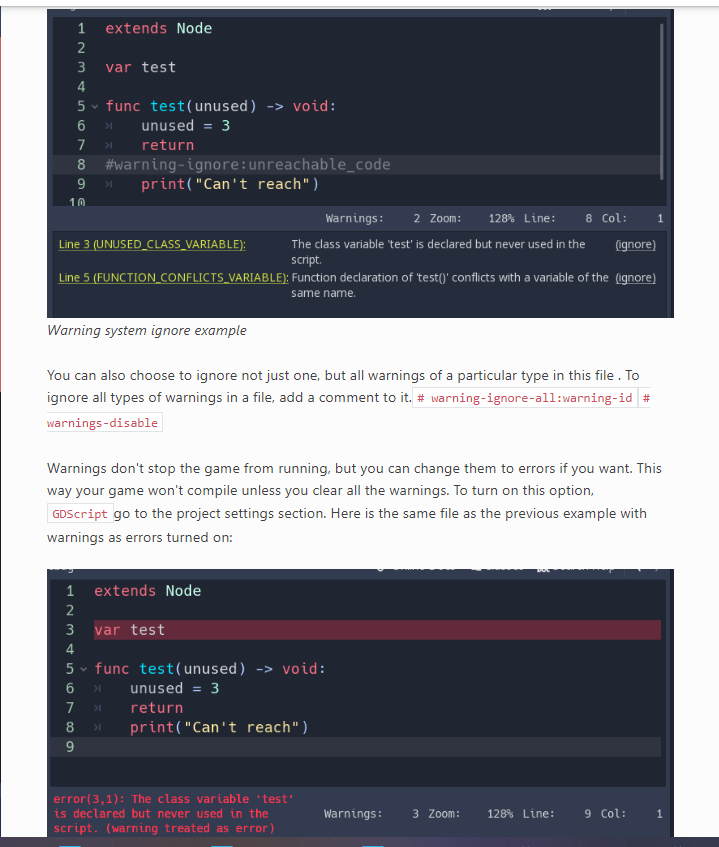 1 extends Node
2
3 var test
4
5 func test(unused) -> void:
6 unused = 3
7 return
8 #warning-ignore:unreachable_code
9 print("Can't reach")
10
Warnings: 2 Zoom: 128% Line: 8 Col: 1
Line 3 (UNUSED_CLASS_VARIABLE): The class variable 'test' is declared but never used in the (ignore)
script.
Line 5 (FUNCTION_CONFLICTS_VARIABLE): Function declaration of 'test()' conflicts with a variable of the (ignore)
same name.
Warning system ignore example
You can also choose to ignore not just one, but all warnings of a particular type in this file . To
ignore all types of warnings in a file, add a comment to it. # warning-ignore-all:warning-id #
warnings-disable
Warnings don't stop the game from running, but you can change them to errors if you want. This
way your game won't compile unless you clear all the warnings. To turn on this option,
GDScript go to the project settings section. Here is the same file as the previous example with
warnings as errors turned on:
1 extends Node
2
3 var test
4
5 func test(unused) -> void:
6 unused = 3
7 return
8 print("Can't reach")
9
error(3,1): The class variable 'test'
is declared but never used in the
script. (warning treated as error)
Warnings: 3 Zoom: 128% Line: 9 Col: 1